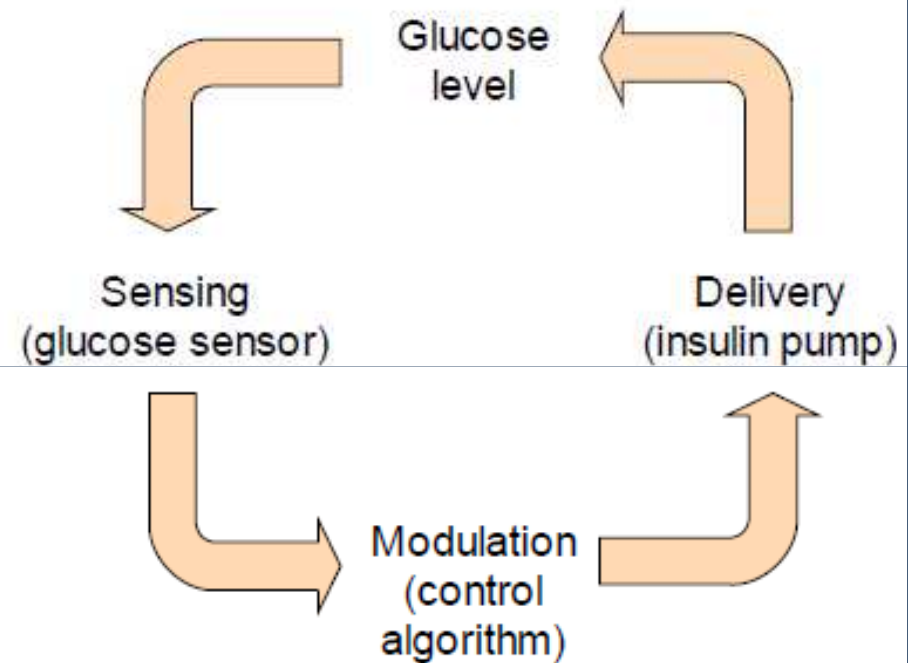 Glucose
level
Sensing
(glucose sensor)
Delivery
(insulin pump)
Modulation
(control
algorithm)